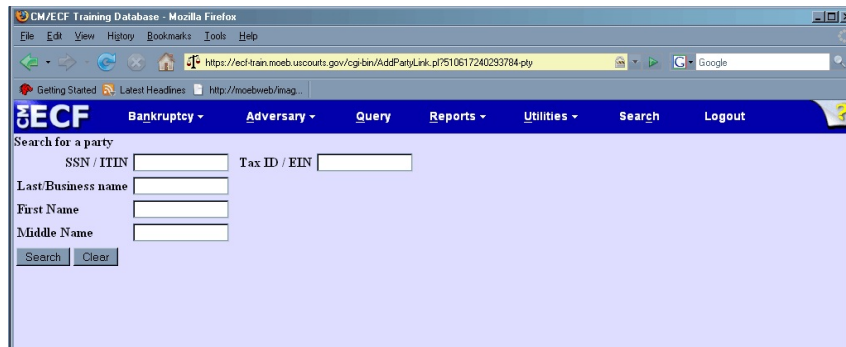 CM/ECF Training Database - Mozilla Firefox
File Edit View History Bookmarks Tools Help
https://ecf-train.moeb.uscourts.gov/cgi-bin/AddPartyLink.pl?510617240293784-pty
G Google
Getting Started Latest Headlines http://moebweb/imag...
CM ECF Bankruptcy Adversary Query Reports Utilities Search Logout ?
Search for a party
SSN / ITIN Tax ID / EIN
Last/Business name
First Name
Middle Name
Search Clear